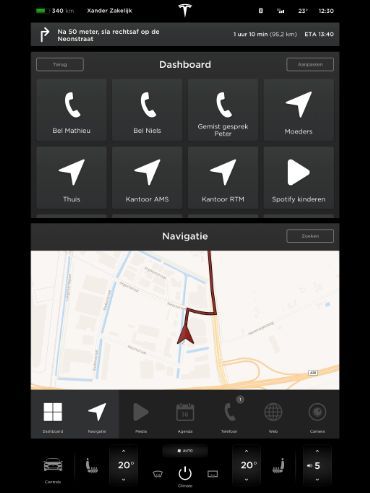 340 km
Xander Zakelijk
23°
12:30
Na 50 meter, sla rechtsaf op de
Neonstraat
1 uur 10 min (95,2 km)
ETA 13:40
Terug
Dashboard
Aanpassen
Bel Mathieu
Bel Niels
Gemist gesprek
Peter
Moeders
Thuis
Kantoor AMS
Kantoor RTM
Spotify kinderen
Navigatie
Zoeken
Dashboard
Navigatie
Media
Agenda
16
Telefoon
1
Web
Camera
Controls
20°
AUTO
Climate
20°
5